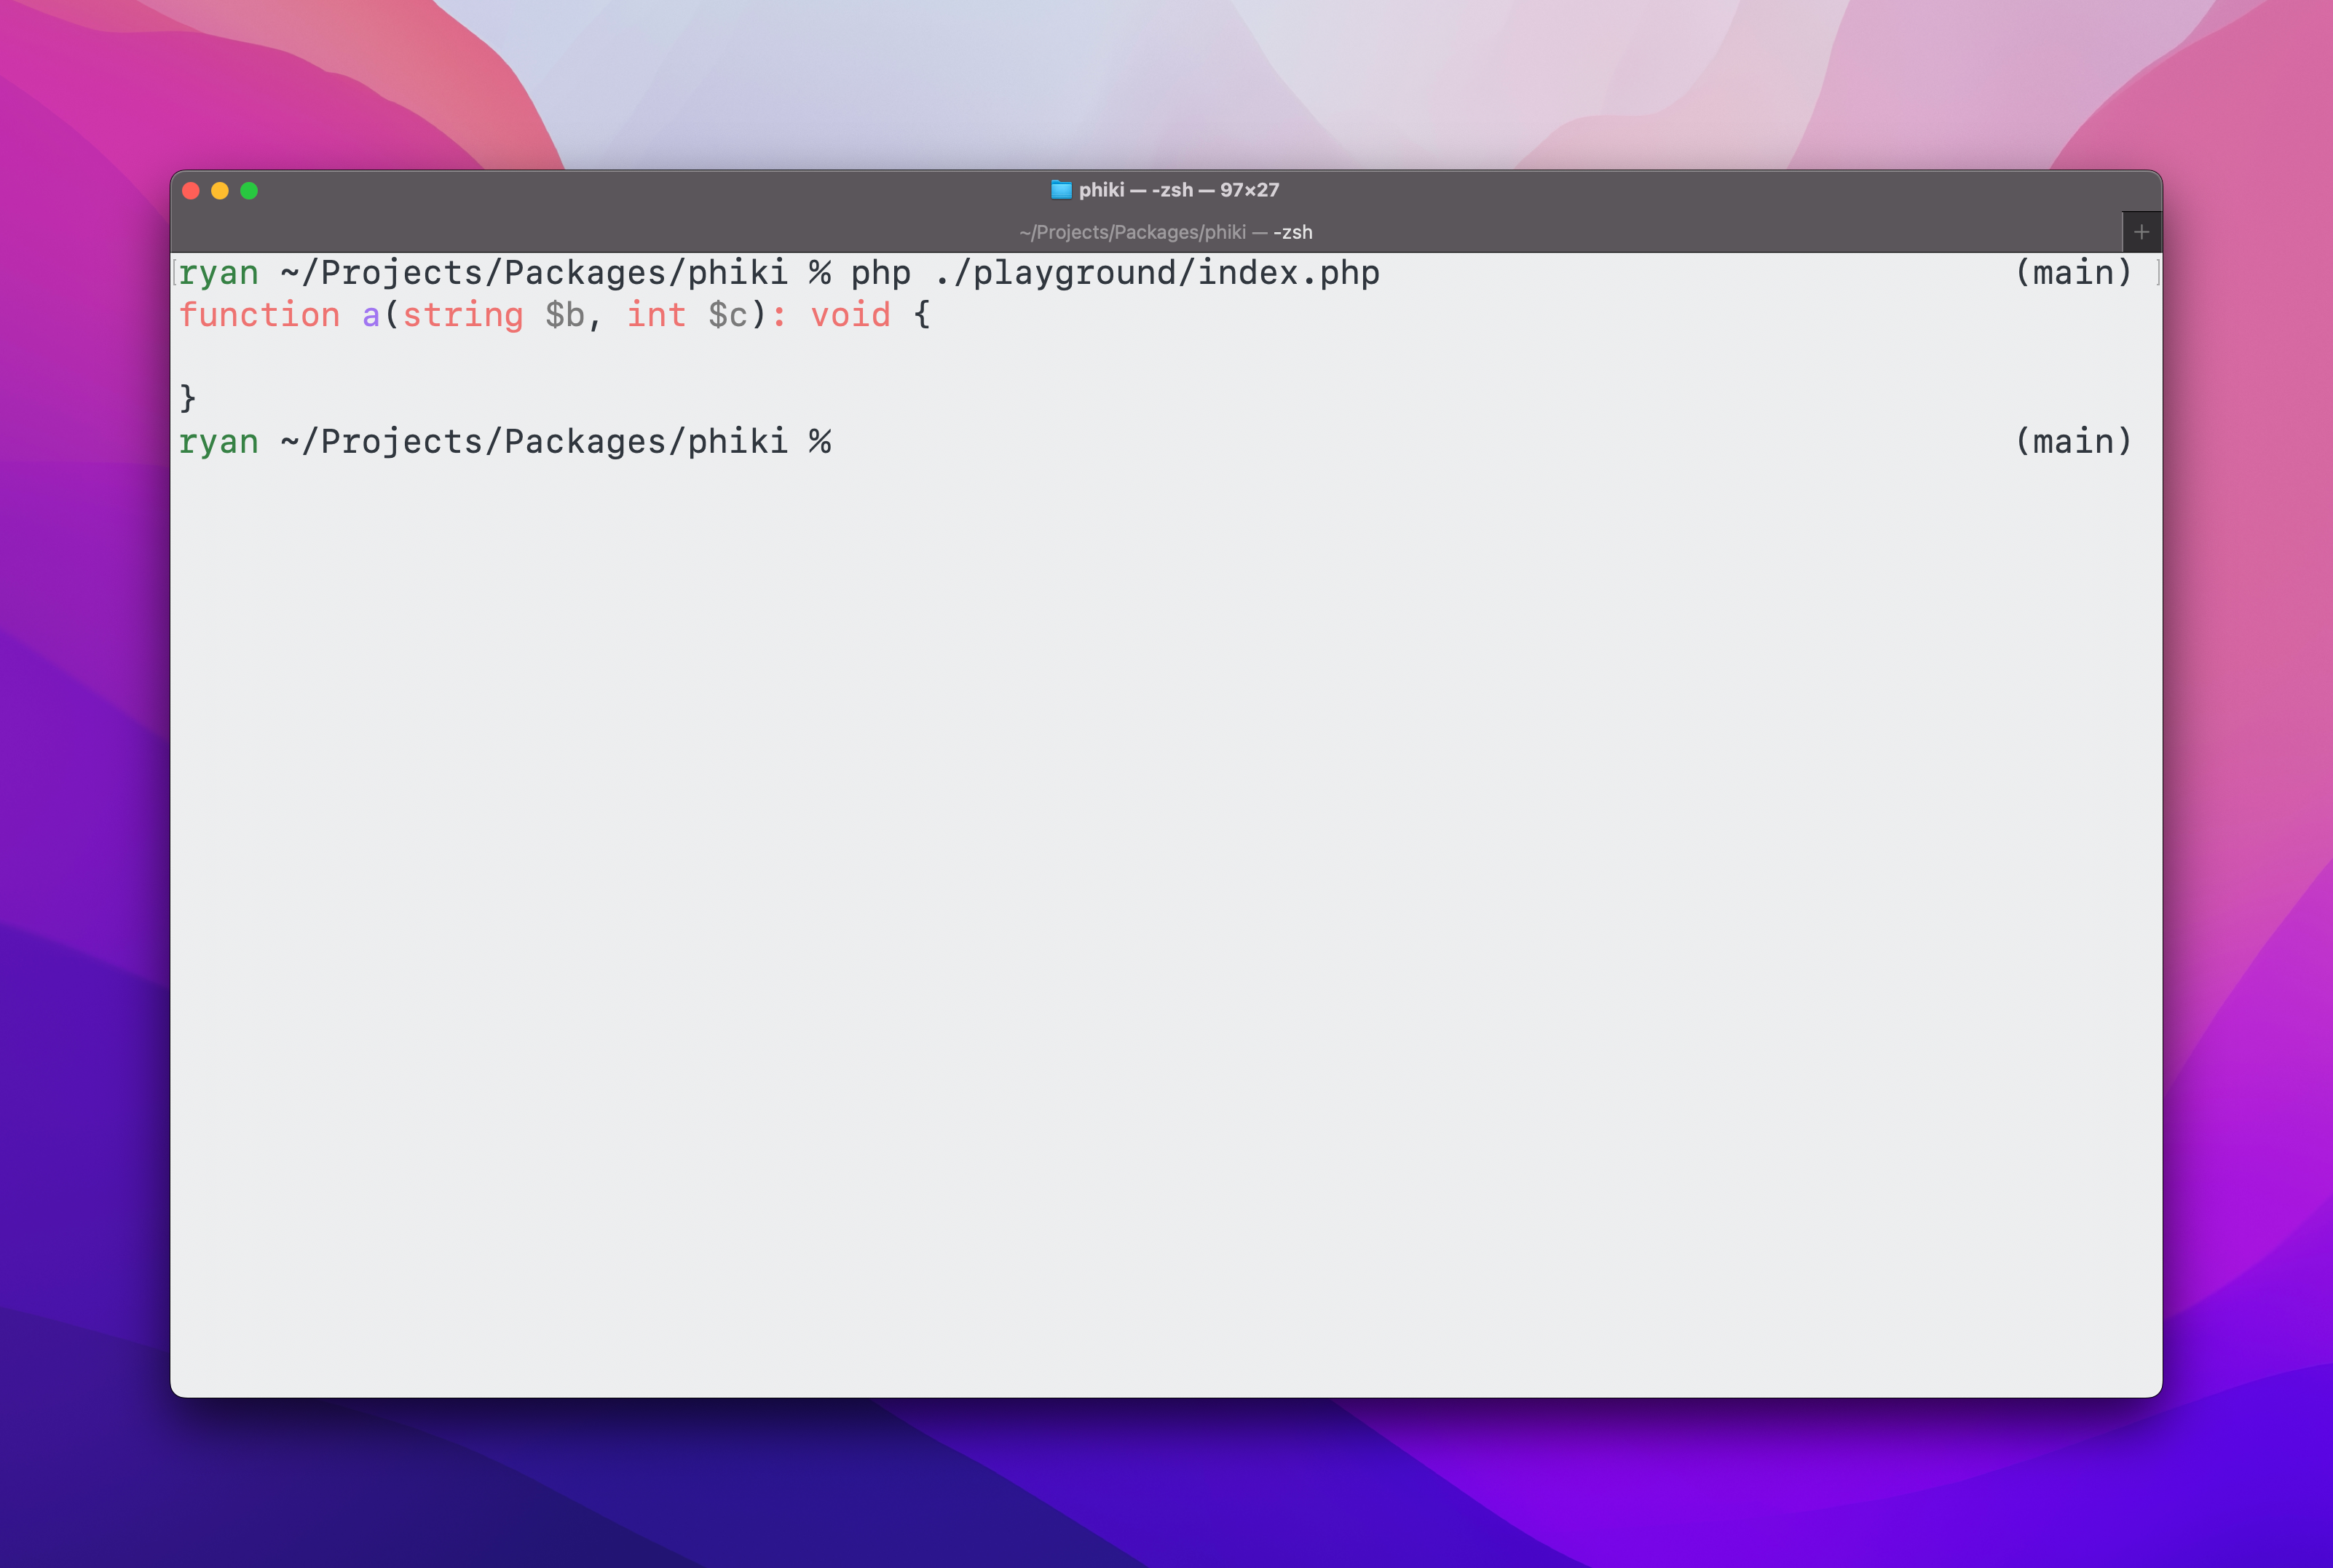 phiki — -zsh — 97×27
~/Projects/Packages/phiki — -zsh
ryan ~/Projects/Packages/phiki % php ./playground/index.php (main)
function a(string $b, int $c): void {
}
ryan ~/Projects/Packages/phiki % (main)